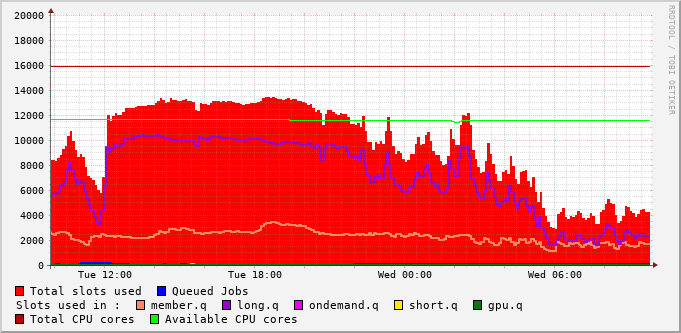 RRDTOOL / TOBI OETIKER
20000
18000
16000
14000
12000
10000
8000
6000
4000
2000
0
Tue 12:00 Tue 18:00 Wed 00:00 Wed 06:00
Total slots used Queued Jobs
Slots used in : member.q long.q ondemand.q short.q gpu.q
Total CPU cores Available CPU cores